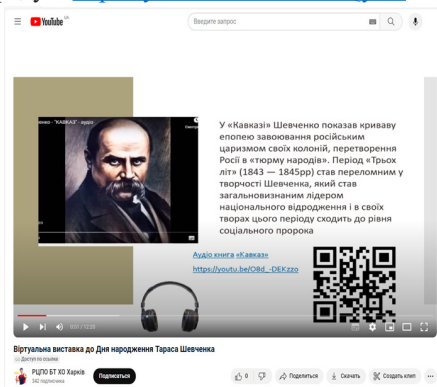 YouTube UA
Введите запрос
"КАВКАЗ" - аудіо
У «Кавказі» Шевченко показав криваву
епопею завоювання російським
царизмом своїх колоній, перетворення
Росії в «тюрму народів». Період «Трьох
літ» (1843 — 1845рр) став переломним у
творчості Шевченка, який став
загальновизнаним лідером
національного відродження і в своїх
творах цього періоду сходить до рівня
соціального пророка
Аудіо книга «Кавказ»
https://youtu.be/OBd_-DEKzzo
0:01 / 12:20
Віртуальна виставка до Дня народження Тараса Шевченка
Доступ по ссылке
РЦПО БТ ХО Харків
342 подписчика
Подписаться
0
Поделиться
Скачать
Создать клип